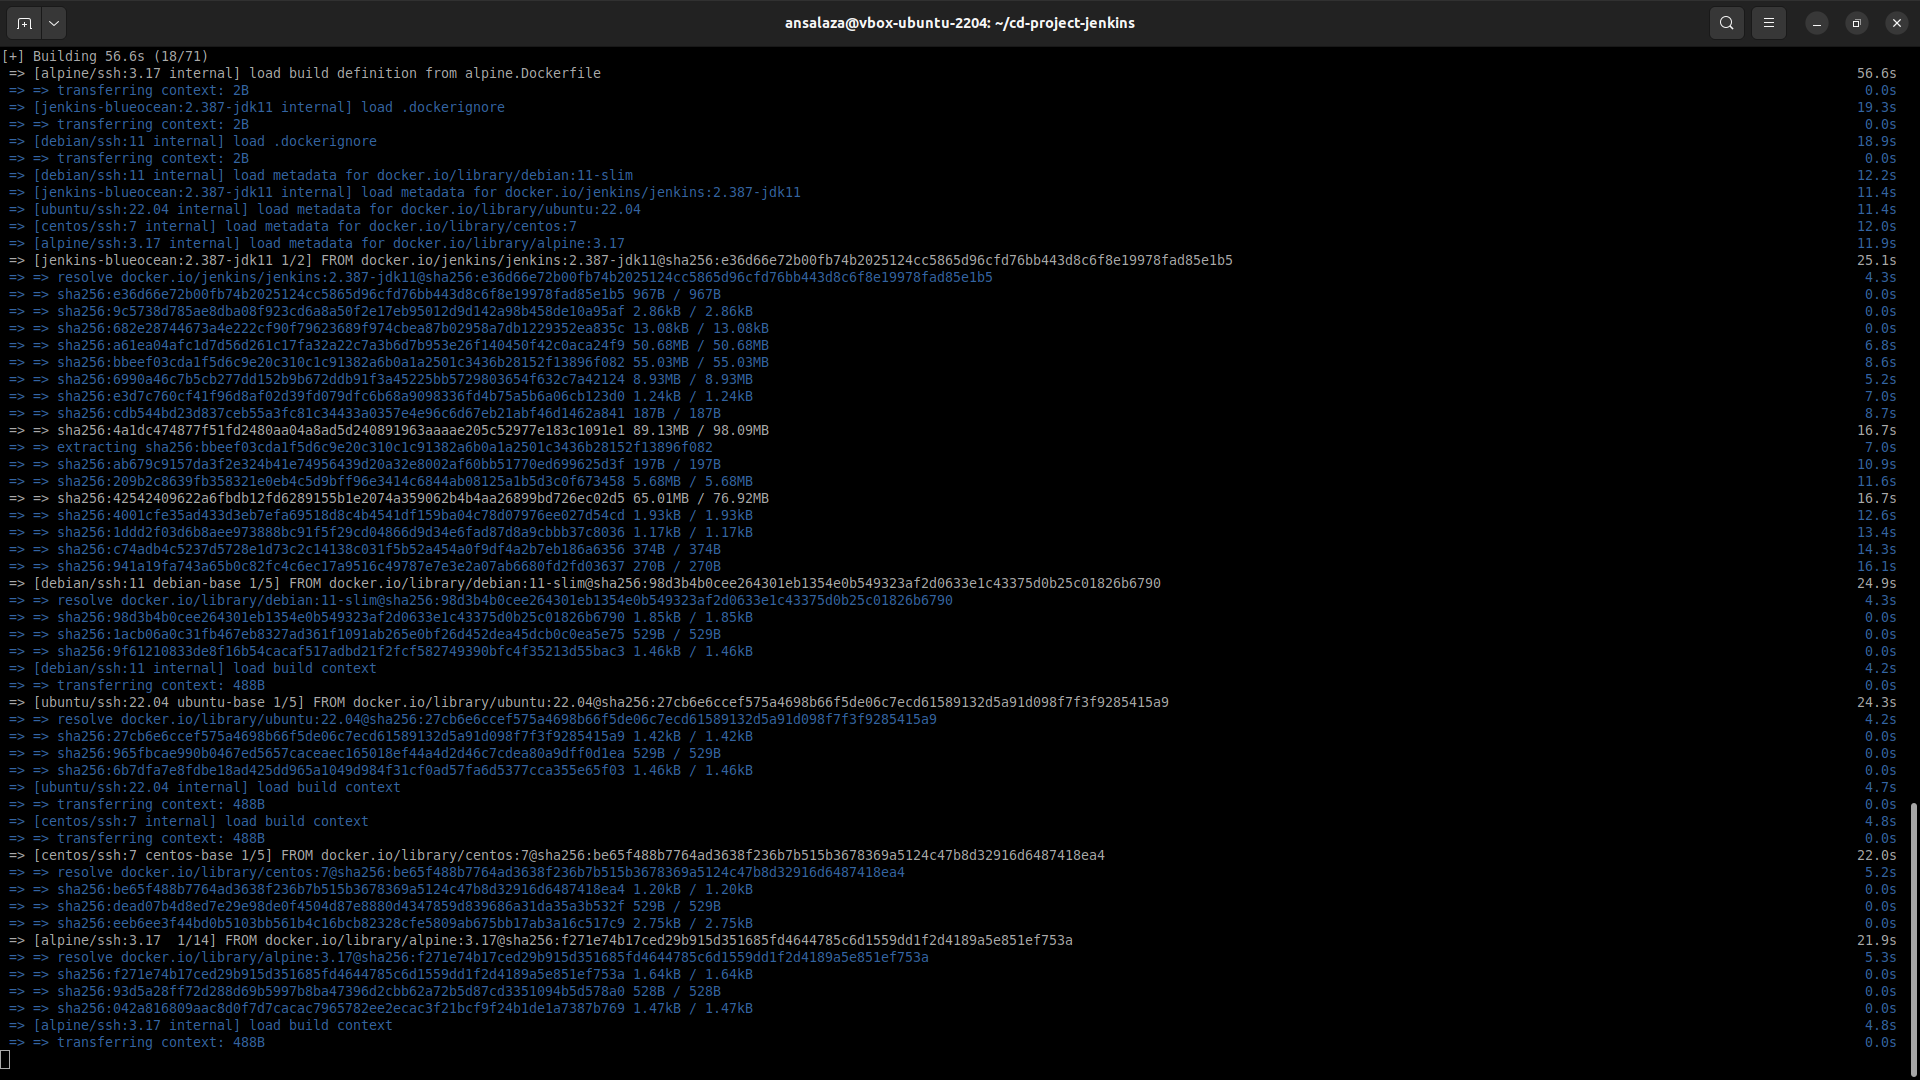 ansalaza@vbox-ubuntu-2204: ~/cd-project-jenkins
[+] Building 56.6s (18/71)
=> [alpine/ssh:3.17 internal] load build definition from alpine.Dockerfile 56.6s
=> => transferring context: 2B 0.0s
=> [jenkins-blueocean:2.387-jdk11 internal] load .dockerignore 19.3s
=> => transferring context: 2B 0.0s
=> [debian/ssh:11 internal] load .dockerignore 18.9s
=> => transferring context: 2B 0.0s
=> [debian/ssh:11 internal] load metadata for docker.io/library/debian:11-slim 12.2s
=> [jenkins-blueocean:2.387-jdk11 internal] load metadata for docker.io/jenkins/jenkins:2.387-jdk11 11.4s
=> [ubuntu/ssh:22.04 internal] load metadata for docker.io/library/ubuntu:22.04 11.4s
=> [centos/ssh:7 internal] load metadata for docker.io/library/centos:7 12.0s
=> [alpine/ssh:3.17 internal] load metadata for docker.io/library/alpine:3.17 11.9s
=> [jenkins-blueocean:2.387-jdk11 1/2] FROM docker.io/jenkins/jenkins:2.387-jdk11@sha256:e36d66e72b00fb74b2025124cc5865d96cfd76bb443d8c6f8e19978fad85e1b5 25.1s
=> => resolve docker.io/jenkins/jenkins:2.387-jdk11@sha256:e36d66e72b00fb74b2025124cc5865d96cfd76bb443d8c6f8e19978fad85e1b5 4.3s
=> => sha256:e36d66e72b00fb74b2025124cc5865d96cfd76bb443d8c6f8e19978fad85e1b5 967B / 967B 0.0s
=> => sha256:9c5738d785ae8dba08f923cd6a8a50f2e17eb95012d9d142a98b458de10a95af 2.86kB / 2.86kB 0.0s
=> => sha256:682e28744673a4e222cf90f79623689f974cbea87b02958a7db1229352ea835c 13.08kB / 13.08kB 0.0s
=> => sha256:a61ea04afc1d7d56d261c17fa32a22c7a3b6d7b953e26f140450f42c0aca24f9 50.68MB / 50.68MB 6.8s
=> => sha256:bbeef03cda1f5d6c9e20c310c1c91382a6b0a1a2501c3436b28152f13896f082 55.03MB / 55.03MB 8.6s
=> => sha256:6990a46c7b5cb277dd152b9b672ddb91f3a45225bb5729803654f632c7a42124 8.93MB / 8.93MB 5.2s
=> => sha256:e3d7c760cf41f96d8af02d39fd079dfc6b68a9098336fd4b75a5b6a06cb123d0 1.24kB / 1.24kB 7.0s
=> => sha256:cdb544bd23d837ceb55a3fc81c34433a0357e4e96c6d67eb21abf46d1462a841 187B / 187B 8.7s
=> => sha256:4a1dc474877f51fd2480aa04a8ad5d240891963aaaae205c52977e183c1091e1 89.13MB / 98.09MB 16.7s
=> => extracting sha256:bbeef03cda1f5d6c9e20c310c1c91382a6b0a1a2501c3436b28152f13896f082 7.0s
=> => sha256:ab679c9157da3f2e324b41e74956439d20a32e8002af60bb51770ed699625d3f 197B / 197B 10.9s
=> => sha256:209b2c8639fb358321e0eb4c5d9bff96e3414c6844ab08125a1b5d3c0f673458 5.68MB / 5.68MB 11.6s
=> => sha256:42542409622a6fbdb12fd6289155b1e2074a359062b4b4aa26899bd726ec02d5 65.01MB / 76.92MB 16.7s
=> => sha256:4001cfe35ad433d3eb7efa69518d8c4b4541df159ba04c78d07976ee027d54cd 1.93kB / 1.93kB 12.6s
=> => sha256:1ddd2f03d6b8aee973888bc91f5f29cd04866d9d34e6fad87d8a9cbbb37c8036 1.17kB / 1.17kB 13.4s
=> => sha256:c74adb4c5237d5728e1d73c2c14138c031f5b52a454a0f9df4a2b7eb186a6356 374B / 374B 14.3s
=> => sha256:941a19fa743a65b0c82fc4c6ec17a9516c49787e7e3e2a07ab6680fd2fd03637 270B / 270B 16.1s
=> [debian/ssh:11 debian-base 1/5] FROM docker.io/library/debian:11-slim@sha256:98d3b4b0cee264301eb1354e0b549323af2d0633e1c43375d0b25c01826b6790 24.9s
=> => resolve docker.io/library/debian:11-slim@sha256:98d3b4b0cee264301eb1354e0b549323af2d0633e1c43375d0b25c01826b6790 4.3s
=> => sha256:98d3b4b0cee264301eb1354e0b549323af2d0633e1c43375d0b25c01826b6790 1.85kB / 1.85kB 0.0s
=> => sha256:1acb06a0c31fb467eb8327ad361f1091ab265e0bf26d452dea45dcb0c0ea5e75 529B / 529B 0.0s
=> => sha256:9f61210833de8f16b54cacaf517adbd21f2fcf582749390bfc4f35213d55bac3 1.46kB / 1.46kB 0.0s
=> [debian/ssh:11 internal] load build context 4.2s
=> => transferring context: 488B 0.0s
=> [ubuntu/ssh:22.04 ubuntu-base 1/5] FROM docker.io/library/ubuntu:22.04@sha256:27cb6e6ccef575a4698b66f5de06c7ecd61589132d5a91d098f7f3f9285415a9 24.3s
=> => resolve docker.io/library/ubuntu:22.04@sha256:27cb6e6ccef575a4698b66f5de06c7ecd61589132d5a91d098f7f3f9285415a9 4.2s
=> => sha256:27cb6e6ccef575a4698b66f5de06c7ecd61589132d5a91d098f7f3f9285415a9 1.42kB / 1.42kB 0.0s
=> => sha256:965fbcae990b0467ed5657caceaec165018ef44a4d2d46c7cdea80a9dff0d1ea 529B / 529B 0.0s
=> => sha256:6b7dfa7e8fdbe18ad425dd965a1049d984f31cf0ad57fa6d5377cca355e65f03 1.46kB / 1.46kB 0.0s
=> [ubuntu/ssh:22.04 internal] load build context 4.7s
=> => transferring context: 488B 0.0s
=> [centos/ssh:7 internal] load build context 4.8s
=> => transferring context: 488B 0.0s
=> [centos/ssh:7 centos-base 1/5] FROM docker.io/library/centos:7@sha256:be65f488b7764ad3638f236b7b515b3678369a5124c47b8d32916d6487418ea4 22.0s
=> => resolve docker.io/library/centos:7@sha256:be65f488b7764ad3638f236b7b515b3678369a5124c47b8d32916d6487418ea4 5.2s
=> => sha256:be65f488b7764ad3638f236b7b515b3678369a5124c47b8d32916d6487418ea4 1.20kB / 1.20kB 0.0s
=> => sha256:dead07b4d8ed7e29e98de0f4504d87e8880d4347859d839686a31da35a3b532f 529B / 529B 0.0s
=> => sha256:eeb6ee3f44bd0b5103bb561b4c16bcb82328cfe5809ab675bb17ab3a16c517c9 2.75kB / 2.75kB 0.0s
=> [alpine/ssh:3.17  1/14] FROM docker.io/library/alpine:3.17@sha256:f271e74b17ced29b915d351685fd4644785c6d1559dd1f2d4189a5e851ef753a 21.9s
=> => resolve docker.io/library/alpine:3.17@sha256:f271e74b17ced29b915d351685fd4644785c6d1559dd1f2d4189a5e851ef753a 5.3s
=> => sha256:f271e74b17ced29b915d351685fd4644785c6d1559dd1f2d4189a5e851ef753a 1.64kB / 1.64kB 0.0s
=> => sha256:93d5a28ff72d288d69b5997b8ba47396d2cbb62a72b5d87cd3351094b5d578a0 528B / 528B 0.0s
=> => sha256:042a816809aac8d0f7d7cacac7965782ee2ecac3f21bcf9f24b1de1a7387b769 1.47kB / 1.47kB 0.0s
=> [alpine/ssh:3.17 internal] load build context 4.8s
=> => transferring context: 488B 0.0s